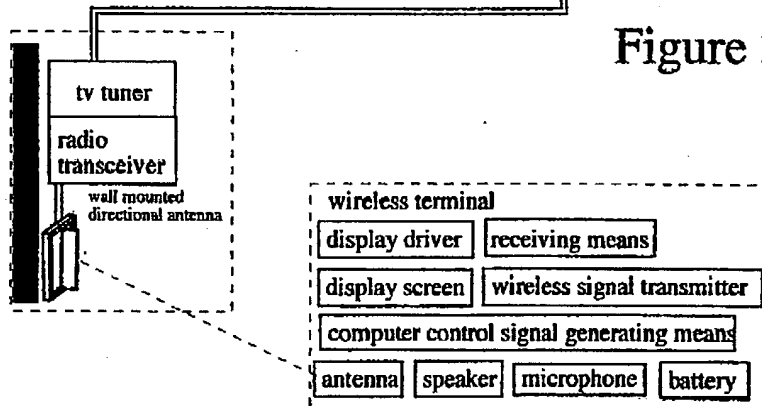 Figure
tv tuner
radio
transceiver
wall mounted
directional antenna
wireless terminal
display driver receiving means
display screen wireless signal transmitter
computer control signal generating means
antenna speaker microphone battery